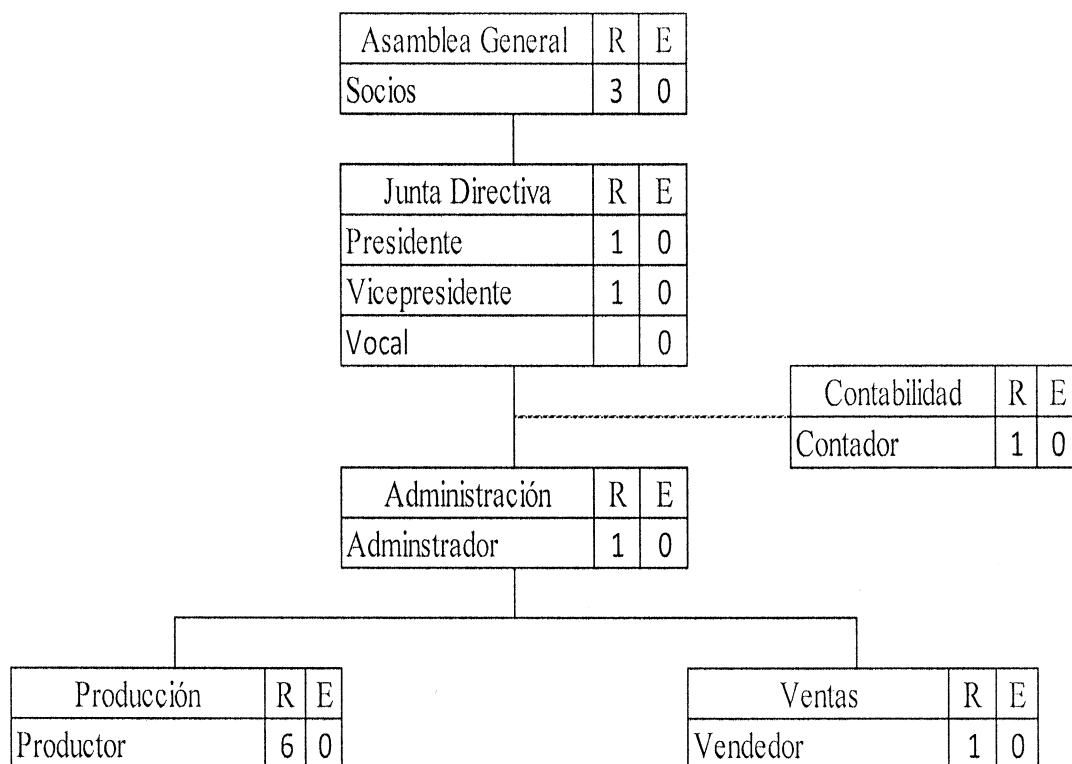 Asamblea General R E
Socios 3 0
Junta Directiva R E
Presidente 1 0
Vicepresidente 1 0
Vocal 0
Contabilidad R E
Contador 1 0
Administración R E
Adminstrador 1 0
Producción R E
Productor 6 0
Ventas R E
Vendedor 1 0